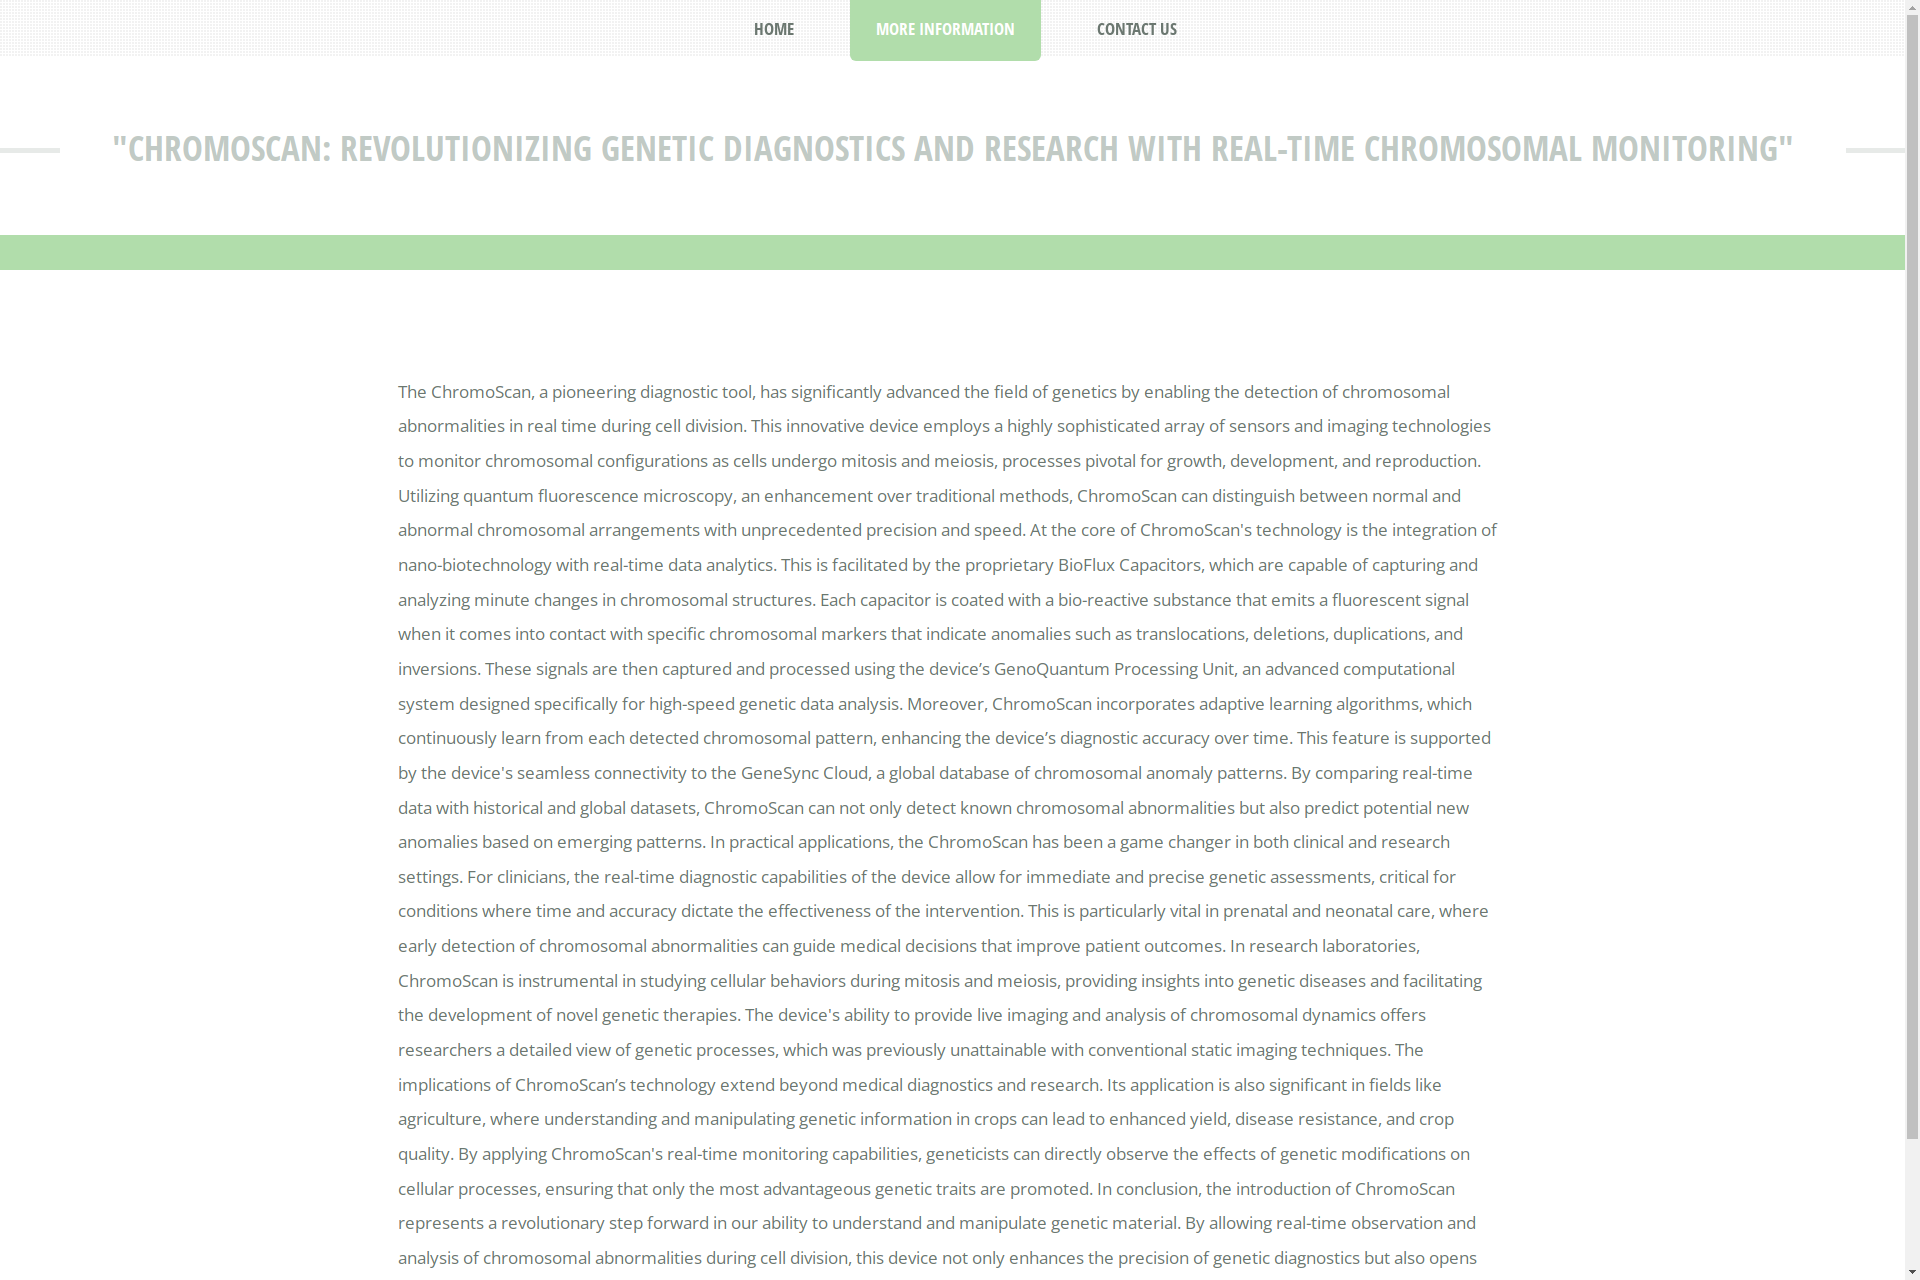 HOME
MORE INFORMATION
CONTACT US
"CHROMOSCAN: REVOLUTIONIZING GENETIC DIAGNOSTICS AND RESEARCH WITH REAL-TIME CHROMOSOMAL MONITORING"
The ChromoScan, a pioneering diagnostic tool, has significantly advanced the field of genetics by enabling the detection of chromosomal
abnormalities in real time during cell division. This innovative device employs a highly sophisticated array of sensors and imaging technologies
to monitor chromosomal configurations as cells undergo mitosis and meiosis, processes pivotal for growth, development, and reproduction.
Utilizing quantum fluorescence microscopy, an enhancement over traditional methods, ChromoScan can distinguish between normal and
abnormal chromosomal arrangements with unprecedented precision and speed. At the core of ChromoScan's technology is the integration of
nano-biotechnology with real-time data analytics. This is facilitated by the proprietary BioFlux Capacitors, which are capable of capturing and
analyzing minute changes in chromosomal structures. Each capacitor is coated with a bio-reactive substance that emits a fluorescent signal
when it comes into contact with specific chromosomal markers that indicate anomalies such as translocations, deletions, duplications, and
inversions. These signals are then captured and processed using the device’s GenoQuantum Processing Unit, an advanced computational
system designed specifically for high-speed genetic data analysis. Moreover, ChromoScan incorporates adaptive learning algorithms, which
continuously learn from each detected chromosomal pattern, enhancing the device’s diagnostic accuracy over time. This feature is supported
by the device's seamless connectivity to the GeneSync Cloud, a global database of chromosomal anomaly patterns. By comparing real-time
data with historical and global datasets, ChromoScan can not only detect known chromosomal abnormalities but also predict potential new
anomalies based on emerging patterns. In practical applications, the ChromoScan has been a game changer in both clinical and research
settings. For clinicians, the real-time diagnostic capabilities of the device allow for immediate and precise genetic assessments, critical for
conditions where time and accuracy dictate the effectiveness of the intervention. This is particularly vital in prenatal and neonatal care, where
early detection of chromosomal abnormalities can guide medical decisions that improve patient outcomes. In research laboratories,
ChromoScan is instrumental in studying cellular behaviors during mitosis and meiosis, providing insights into genetic diseases and facilitating
the development of novel genetic therapies. The device's ability to provide live imaging and analysis of chromosomal dynamics offers
researchers a detailed view of genetic processes, which was previously unattainable with conventional static imaging techniques. The
implications of ChromoScan’s technology extend beyond medical diagnostics and research. Its application is also significant in fields like
agriculture, where understanding and manipulating genetic information in crops can lead to enhanced yield, disease resistance, and crop
quality. By applying ChromoScan's real-time monitoring capabilities, geneticists can directly observe the effects of genetic modifications on
cellular processes, ensuring that only the most advantageous genetic traits are promoted. In conclusion, the introduction of ChromoScan
represents a revolutionary step forward in our ability to understand and manipulate genetic material. By allowing real-time observation and
analysis of chromosomal abnormalities during cell division, this device not only enhances the precision of genetic diagnostics but also opens